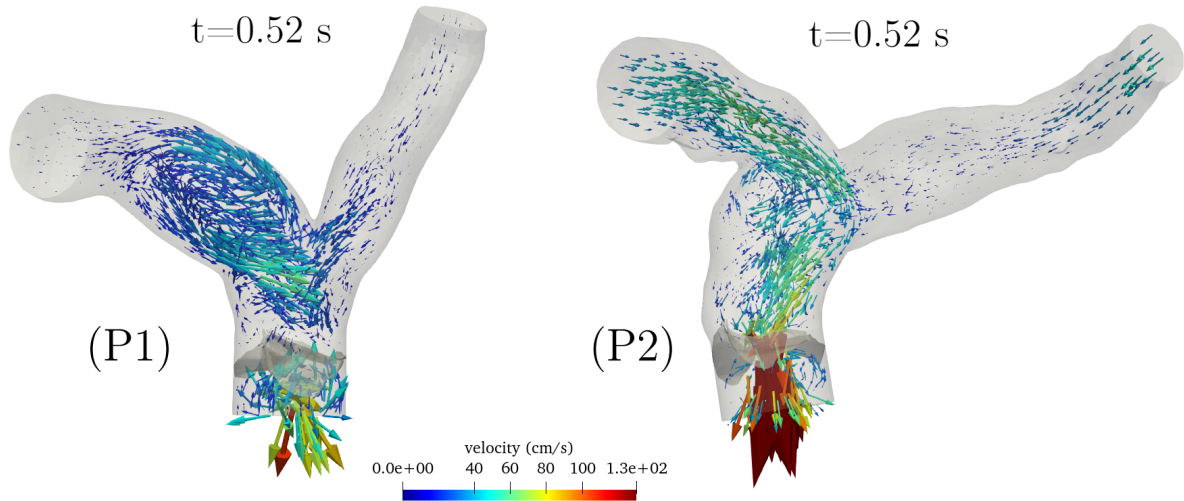 t=0.52 s
t=0.52 s
(P1)
(P2)
velocity (cm/s)
0.0e+00 40 60 80 100 1.3e+02